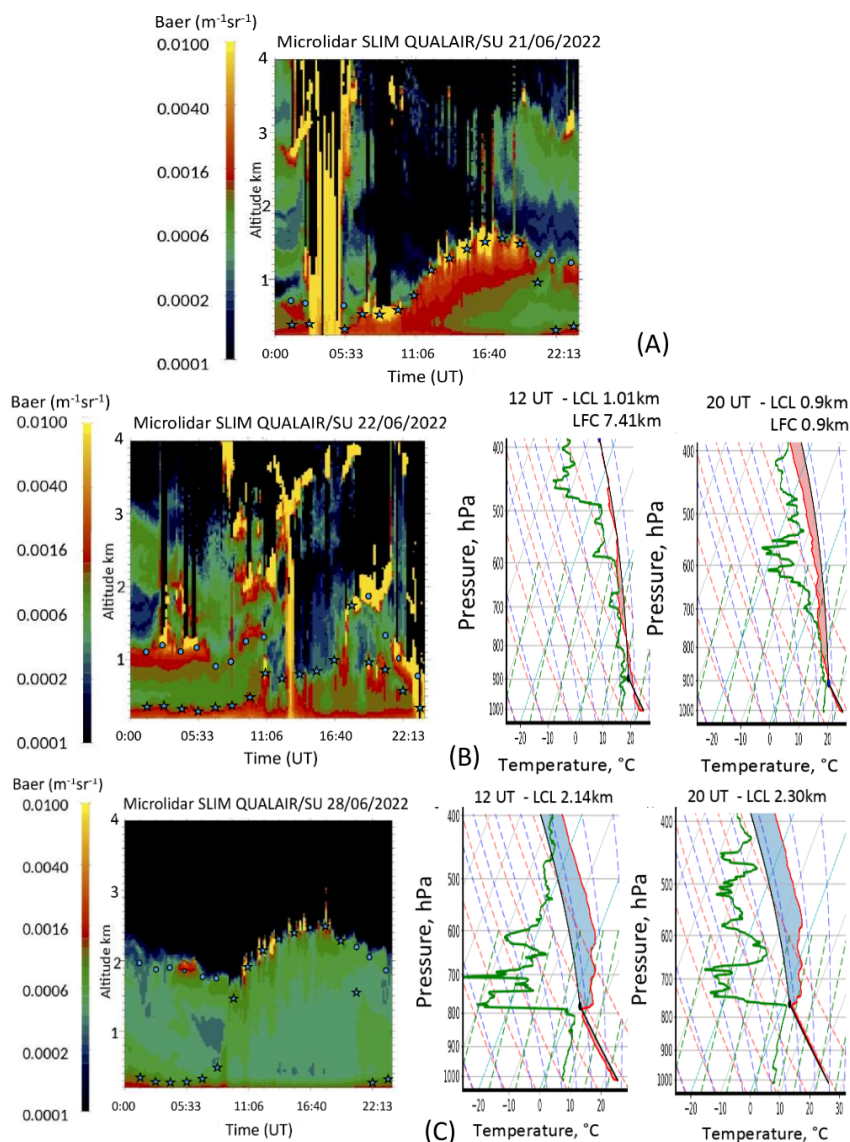 Baer (m⁻¹sr⁻¹)
Microlidar SLIM QUALAIR/SU 21/06/2022
0.0100
0.0040
0.0016
0.0006
0.0002
0.0001
Altitude km
4
3
2
1
0:00 05:33 11:06 16:40 22:13
Time (UT)
(A)
Baer (m⁻¹sr⁻¹)
Microlidar SLIM QUALAIR/SU 22/06/2022
0.0100
0.0040
0.0016
0.0006
0.0002
0.0001
Altitude km
4
3
2
1
0:00 05:33 11:06 16:40 22:13
Time (UT)
12 UT - LCL 1.01km
LFC 7.41km
Pressure, hPa
400
500
600
700
800
900
1000
−20 −10 0 10 20
Temperature, °C
20 UT - LCL 0.9km
LFC 0.9km
Pressure, hPa
400
500
600
700
800
900
1000
−20 −10 0 10 20
Temperature, °C
(B)
Baer (m⁻¹sr⁻¹)
Microlidar SLIM QUALAIR/SU 28/06/2022
0.0100
0.0040
0.0016
0.0006
0.0002
0.0001
Altitude km
4
3
2
1
0:00 05:33 11:06 16:40 22:13
Time (UT)
12 UT - LCL 2.14km
Pressure, hPa
400
500
600
700
800
900
1000
−20 −10 0 10 20
Temperature, °C
20 UT - LCL 2.30km
Pressure, hPa
400
500
600
700
800
900
1000
−20 −10 0 10 20 30
Temperature, °C
(C)